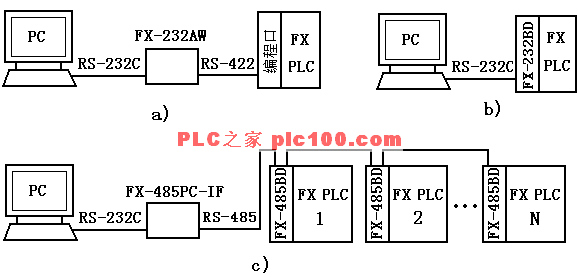 PC
FX-232AW
RS-232C
RS-422
编程口
FX
PLC
a)
PC
RS-232C
FX-232BD
FX
PLC
b)
PLC之家 plc100.com
PC
FX-485PC-IF
RS-232C
RS-485
FX-485BD
FX PLC
1
FX-485BD
FX PLC
2
...
FX-485BD
FX PLC
N
c)